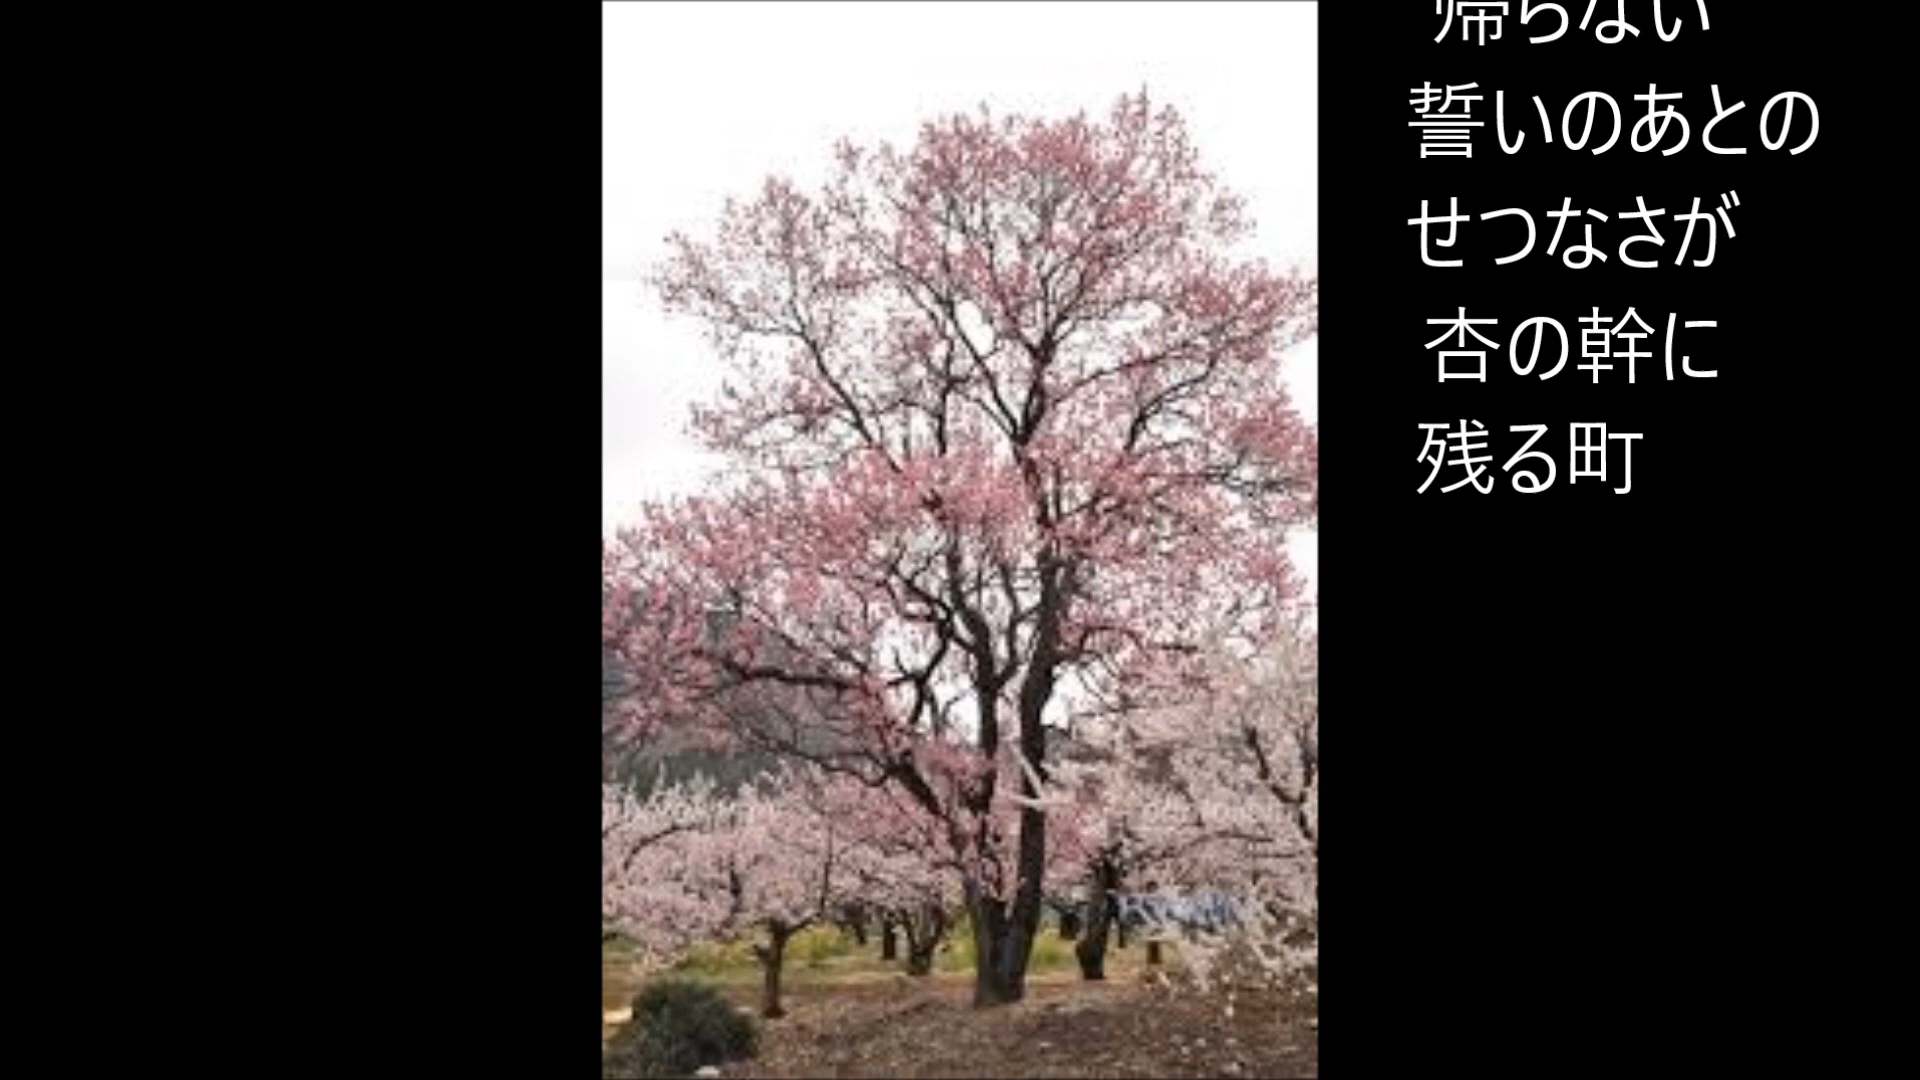 帰らない
誓いのあとの
せつなさが
杏の幹に
残る町